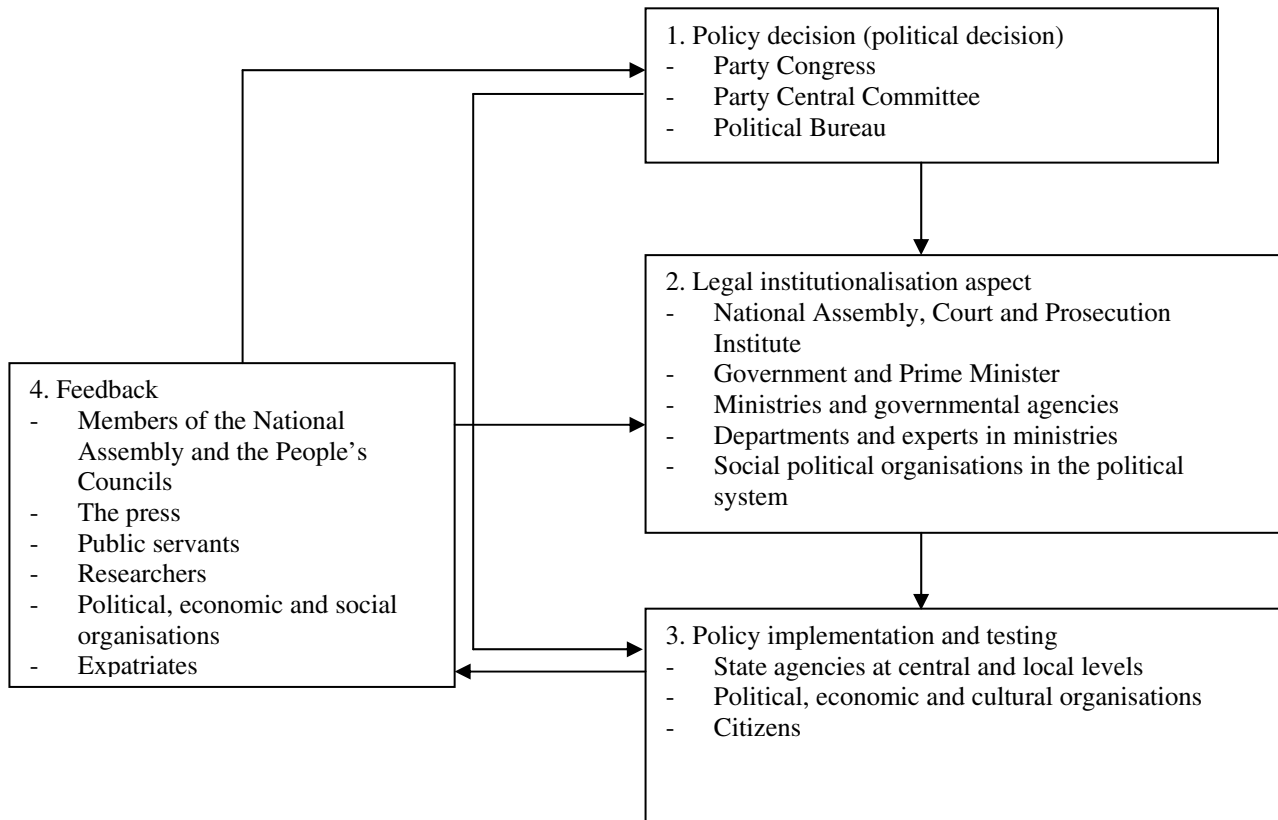 1. Policy decision (political decision)
- Party Congress
- Party Central Committee
- Political Bureau
2. Legal institutionalisation aspect
- National Assembly, Court and Prosecution
Institute
- Government and Prime Minister
- Ministries and governmental agencies
- Departments and experts in ministries
- Social political organisations in the political
system
3. Policy implementation and testing
- State agencies at central and local levels
- Political, economic and cultural organisations
- Citizens
4. Feedback
- Members of the National
Assembly and the People's
Councils
- The press
- Public servants
- Researchers
- Political, economic and social
organisations
- Expatriates